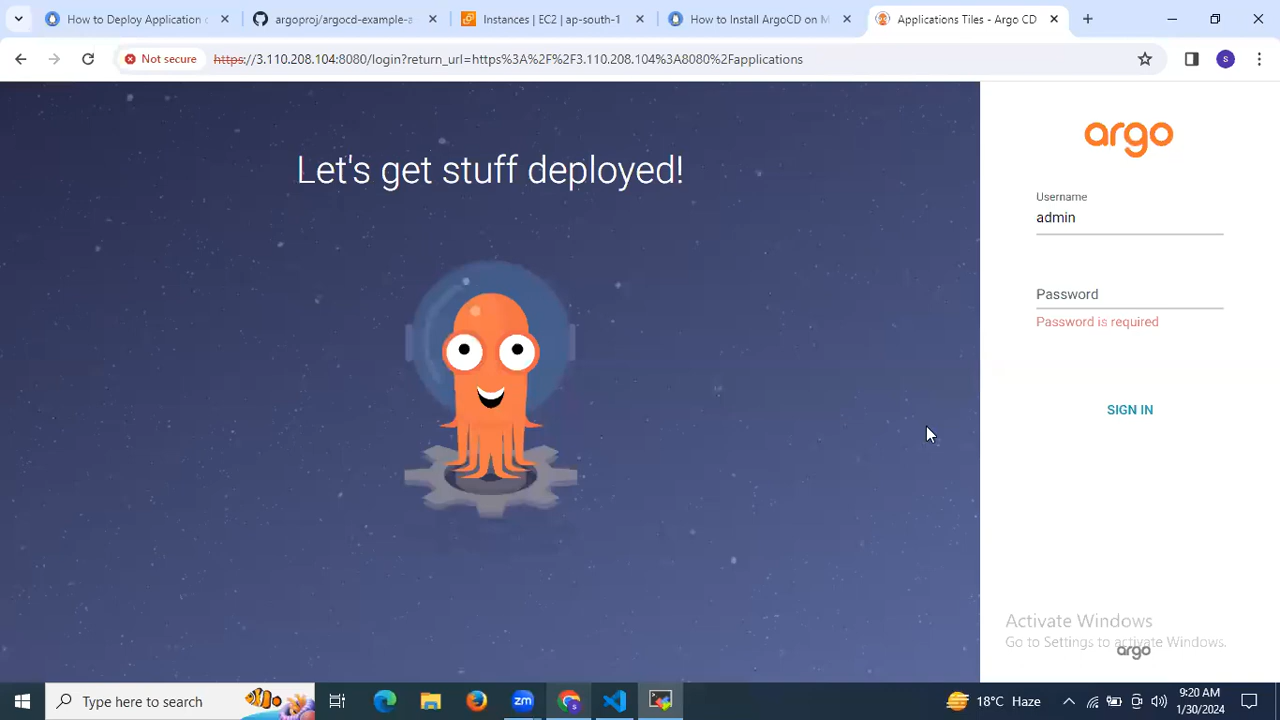 How to Deploy Application
argoproj/argocd-example-a
Instances | EC2 | ap-south-1
How to Install ArgoCD on M
Applications Tiles - Argo CD
Not secure
https://3.110.208.104:8080/login?return_url=https%3A%2F%2F3.110.208.104%3A8080%2Fapplications
s
Let's get stuff deployed!
argo
Username
admin
Password
Password is required
SIGN IN
Activate Windows
Go to Settings to activate Windows.
argo
Type here to search
zm
18°C Haze
9:20 AM
1/30/2024